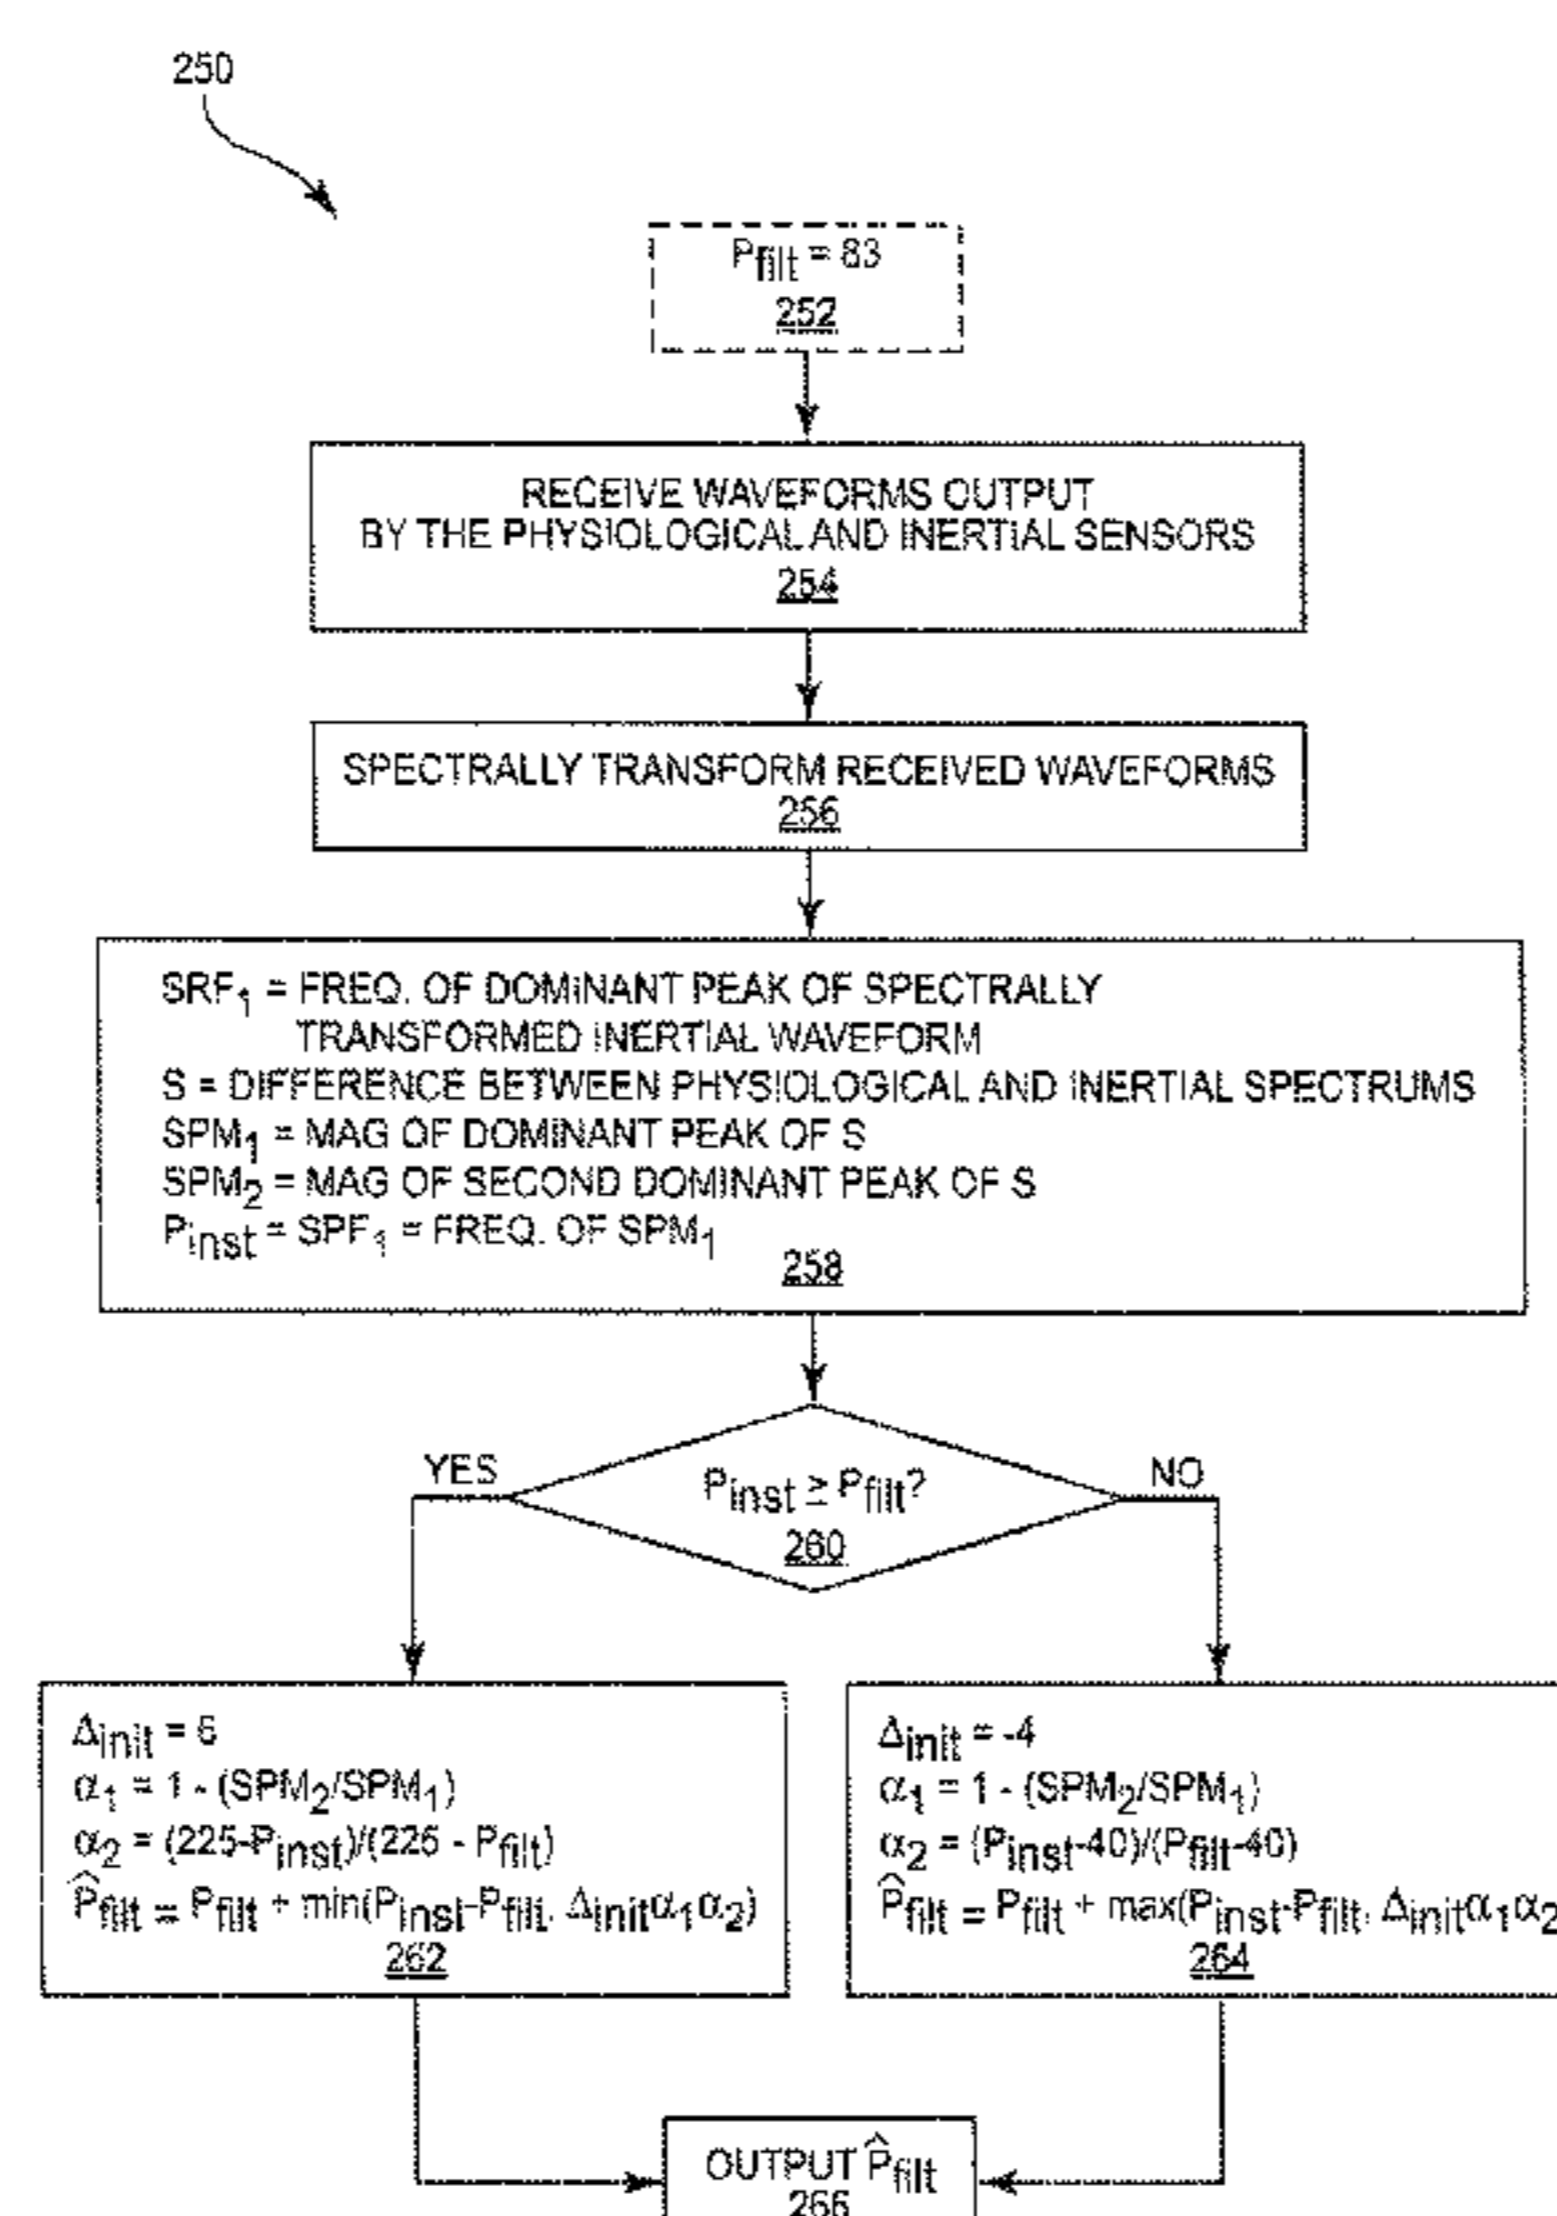 250
Pfilt = 83
252
RECEIVE WAVEFORMS OUTPUT
BY THE PHYSIOLOGICAL AND INERTIAL SENSORS
254
SPECTRALLY TRANSFORM RECEIVED WAVEFORMS
256
SRF1 = FREQ. OF DOMINANT PEAK OF SPECTRALLY
TRANSFORMED INERTIAL WAVEFORM
S = DIFFERENCE BETWEEN PHYSIOLOGICAL AND INERTIAL SPECTRUMS
SPM1 = MAG OF DOMINANT PEAK OF S
SPM2 = MAG OF SECOND DOMINANT PEAK OF S
Pinst = SPF1 = FREQ. OF SPM1
258
YES
Pinst ≥ Pfilt?
NO
260
Δinit = 6
α1 = 1 - (SPM2/SPM1)
α2 = (225-Pinst)/(225 - Pfilt)
P̂filt = Pfilt + min(Pinst-Pfilt, Δinitα1α2)
262
Δinit = -4
α1 = 1 - (SPM2/SPM1)
α2 = (Pinst-40)/(Pfilt-40)
P̂filt = Pfilt + max(Pinst-Pfilt, Δinitα1α2
264
OUTPUT P̂filt
266